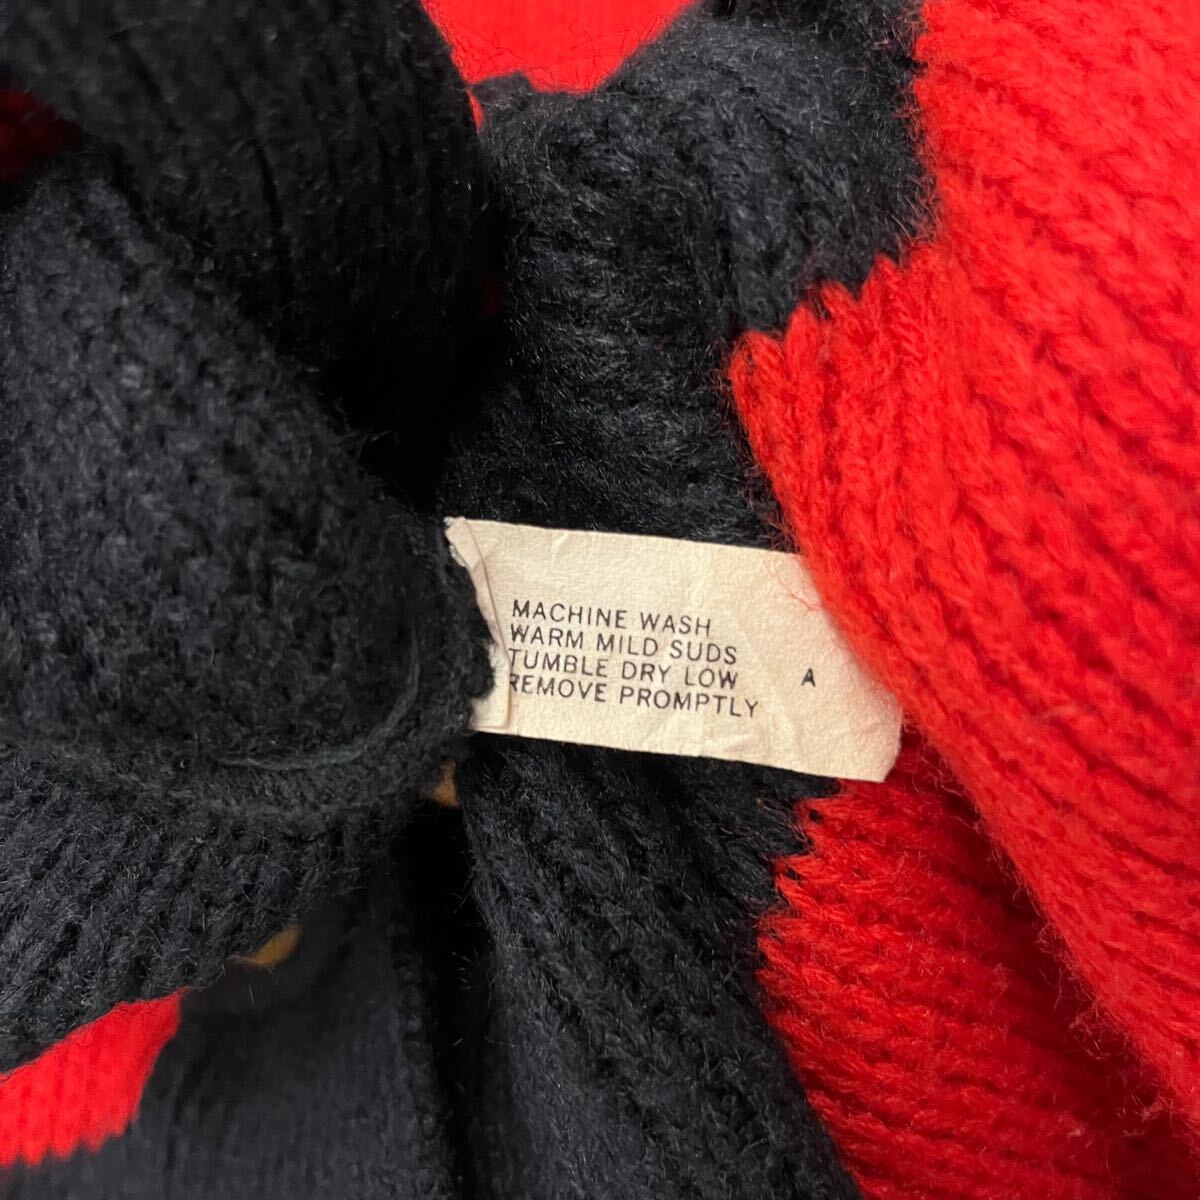 MACHINE WASH
WARM MILD SUDS
TUMBLE DRY LOW
REMOVE PROMPTLY
A